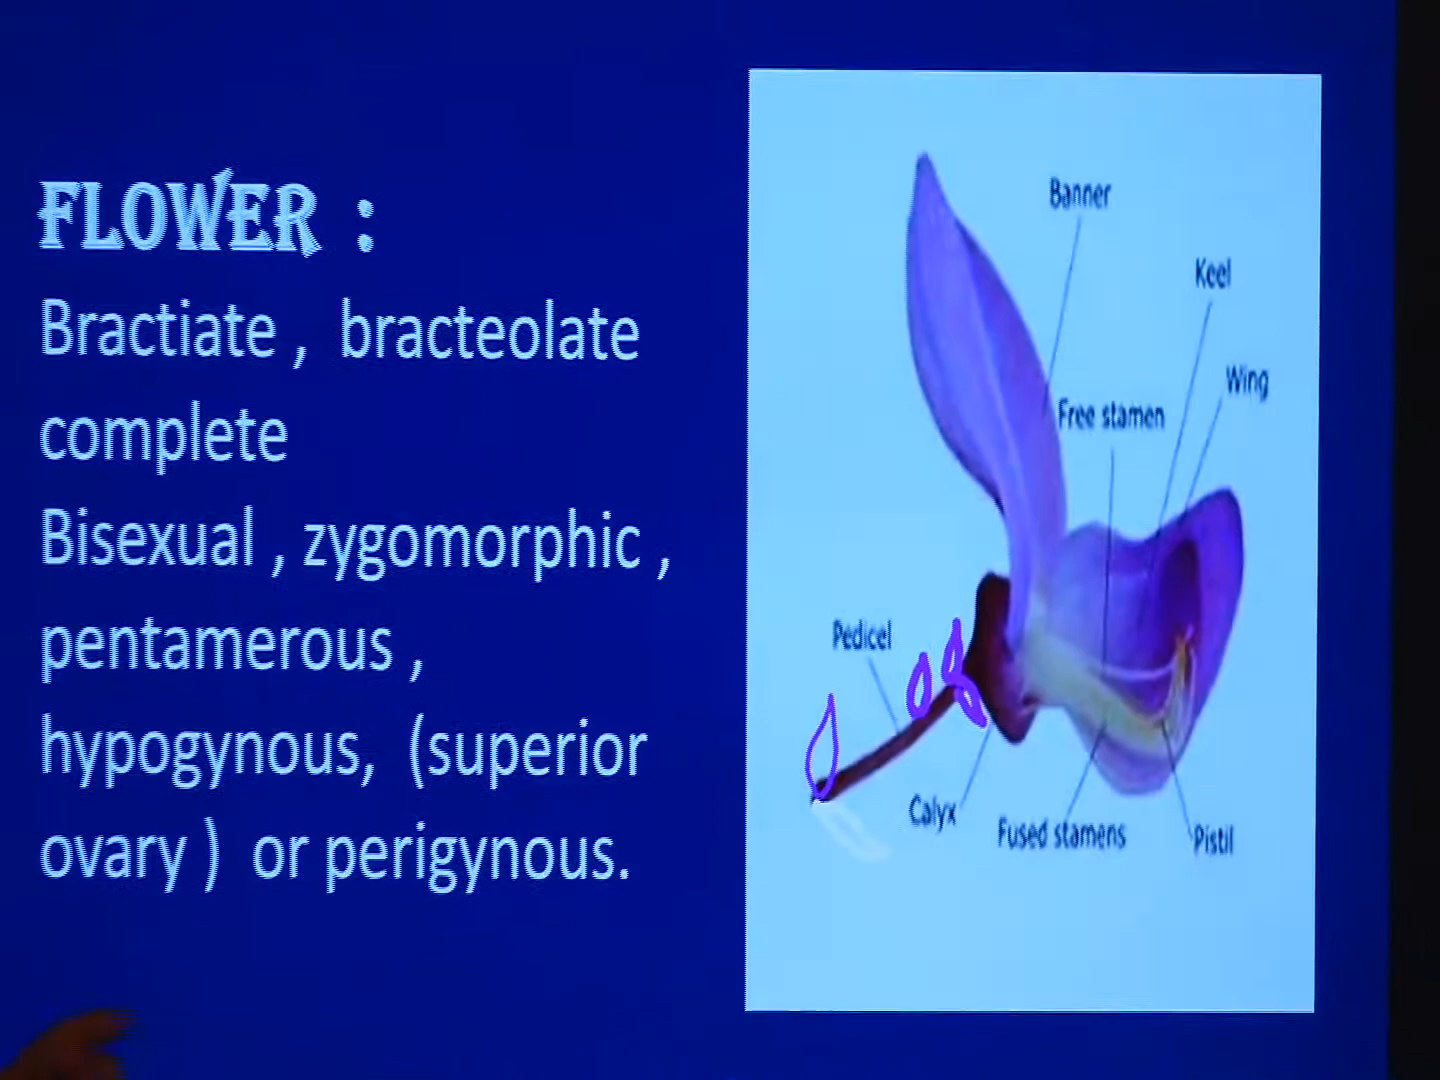 FLOWER :
Bractiate , bracteolate
complete
Bisexual , zygomorphic ,
pentamerous ,
hypogynous, (superior
ovary ) or perigynous.
Banner
Keel
Wing
Free stamen
Pedicel
Calyx
Fused stamens
Pistil